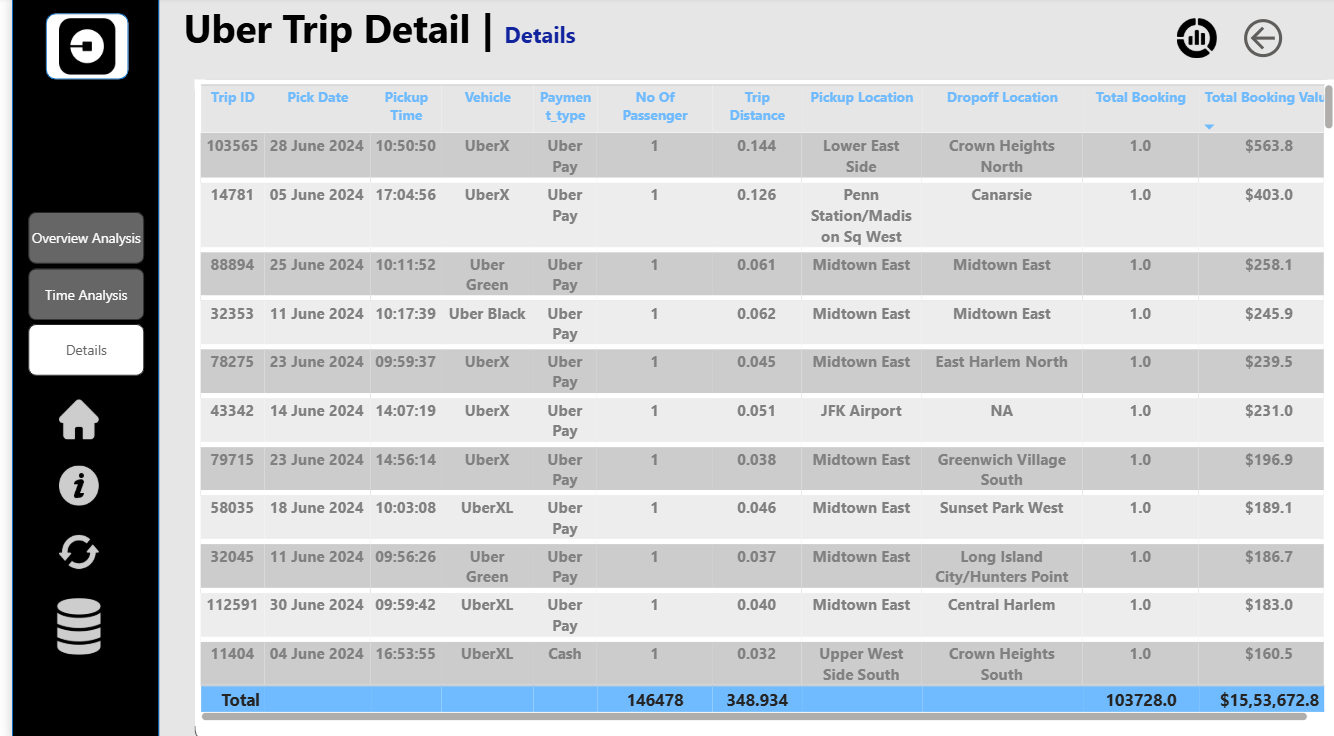 Uber Trip Detail | Details
Overview Analysis
Time Analysis
Details
Trip ID Pick Date Pickup Time Vehicle Paymen t_type No Of Passenger Trip Distance Pickup Location Dropoff Location Total Booking Total Booking Valu
103565 28 June 2024 10:50:50 UberX Uber Pay 1 0.144 Lower East Side Crown Heights North 1.0 $563.8
14781 05 June 2024 17:04:56 UberX Uber Pay 1 0.126 Penn Station/Madis on Sq West Canarsie 1.0 $403.0
88894 25 June 2024 10:11:52 Uber Green Uber Pay 1 0.061 Midtown East Midtown East 1.0 $258.1
32353 11 June 2024 10:17:39 Uber Black Uber Pay 1 0.062 Midtown East Midtown East 1.0 $245.9
78275 23 June 2024 09:59:37 UberX Uber Pay 1 0.045 Midtown East East Harlem North 1.0 $239.5
43342 14 June 2024 14:07:19 UberX Uber Pay 1 0.051 JFK Airport NA 1.0 $231.0
79715 23 June 2024 14:56:14 UberX Uber Pay 1 0.038 Midtown East Greenwich Village South 1.0 $196.9
58035 18 June 2024 10:03:08 UberXL Uber Pay 1 0.046 Midtown East Sunset Park West 1.0 $189.1
32045 11 June 2024 09:56:26 Uber Green Uber Pay 1 0.037 Midtown East Long Island City/Hunters Point 1.0 $186.7
112591 30 June 2024 09:59:42 UberXL Uber Pay 1 0.040 Midtown East Central Harlem 1.0 $183.0
11404 04 June 2024 16:53:55 UberXL Cash 1 0.032 Upper West Side South Crown Heights South 1.0 $160.5
Total 146478 348.934 103728.0 $15,53,672.8